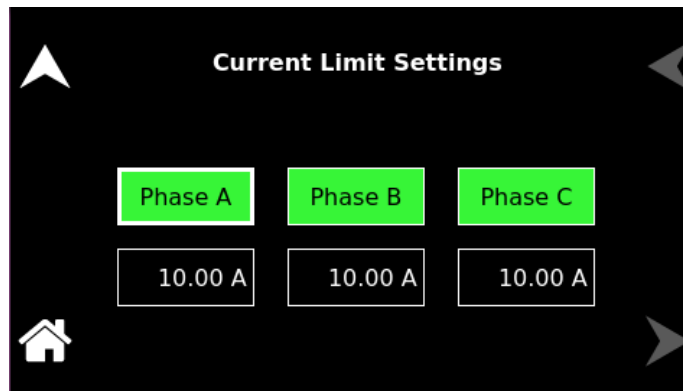 Current Limit Settings
Phase A Phase B Phase C
10.00 A 10.00 A 10.00 A